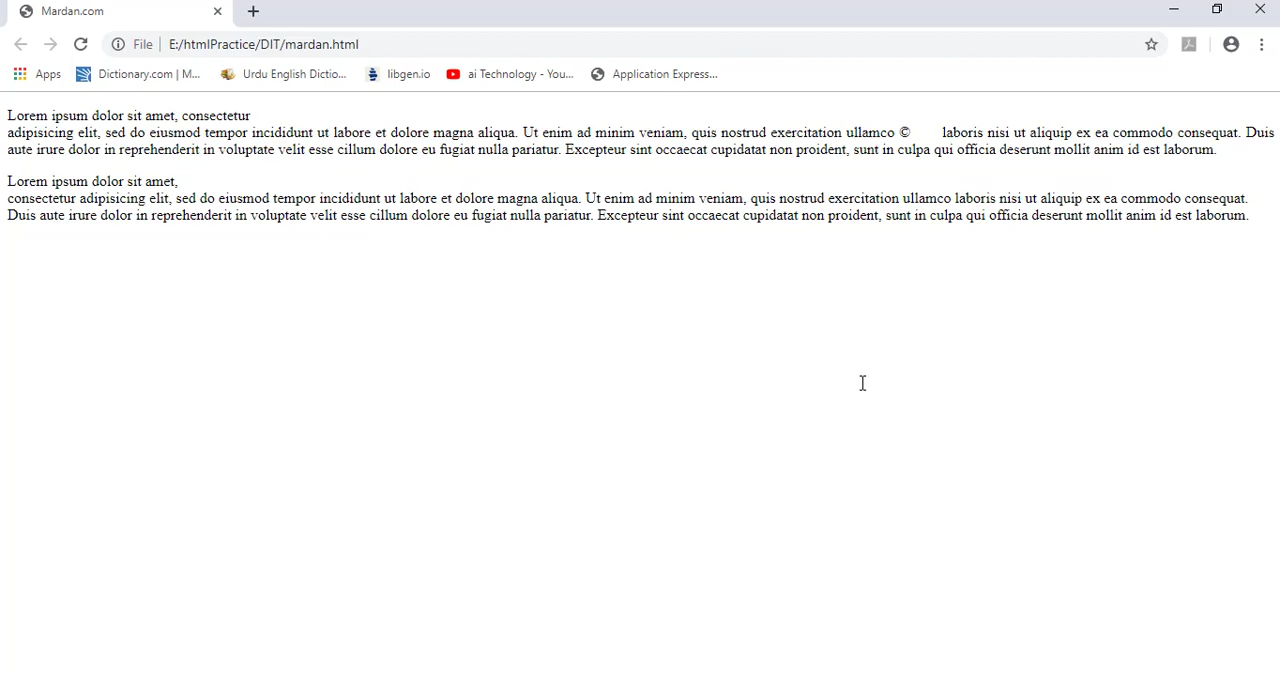 Mardan.com
File E:/htmlPractice/DIT/mardan.html
Apps Dictionary.com | M... Urdu English Dictio... libgen.io ai Technology - You... Application Express...
Lorem ipsum dolor sit amet, consectetur
adipisicing elit, sed do eiusmod tempor incididunt ut labore et dolore magna aliqua. Ut enim ad minim veniam, quis nostrud exercitation ullamco © laboris nisi ut aliquip ex ea commodo consequat. Duis
aute irure dolor in reprehenderit in voluptate velit esse cillum dolore eu fugiat nulla pariatur. Excepteur sint occaecat cupidatat non proident, sunt in culpa qui officia deserunt mollit anim id est laborum.
Lorem ipsum dolor sit amet,
consectetur adipisicing elit, sed do eiusmod tempor incididunt ut labore et dolore magna aliqua. Ut enim ad minim veniam, quis nostrud exercitation ullamco laboris nisi ut aliquip ex ea commodo consequat.
Duis aute irure dolor in reprehenderit in voluptate velit esse cillum dolore eu fugiat nulla pariatur. Excepteur sint occaecat cupidatat non proident, sunt in culpa qui officia deserunt mollit anim id est laborum.